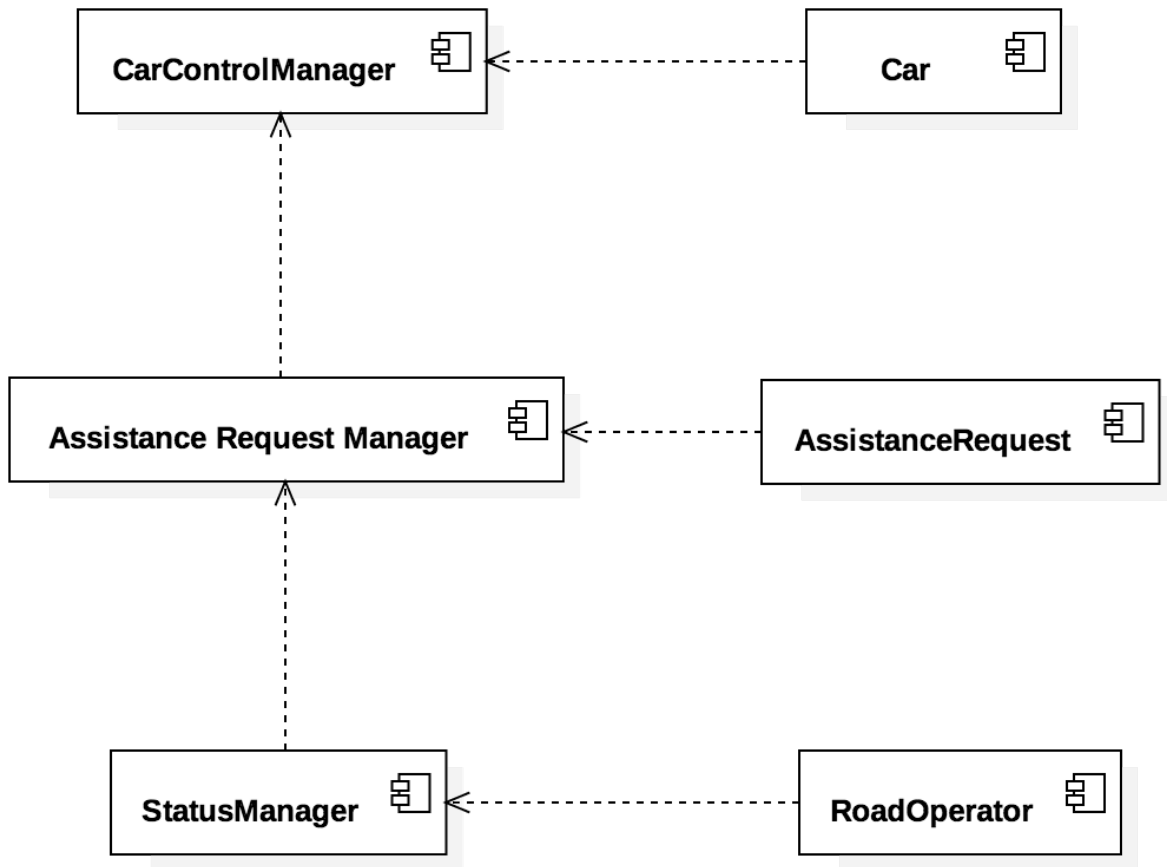 CarControlManager
Car
Assistance Request Manager
AssistanceRequest
StatusManager
RoadOperator